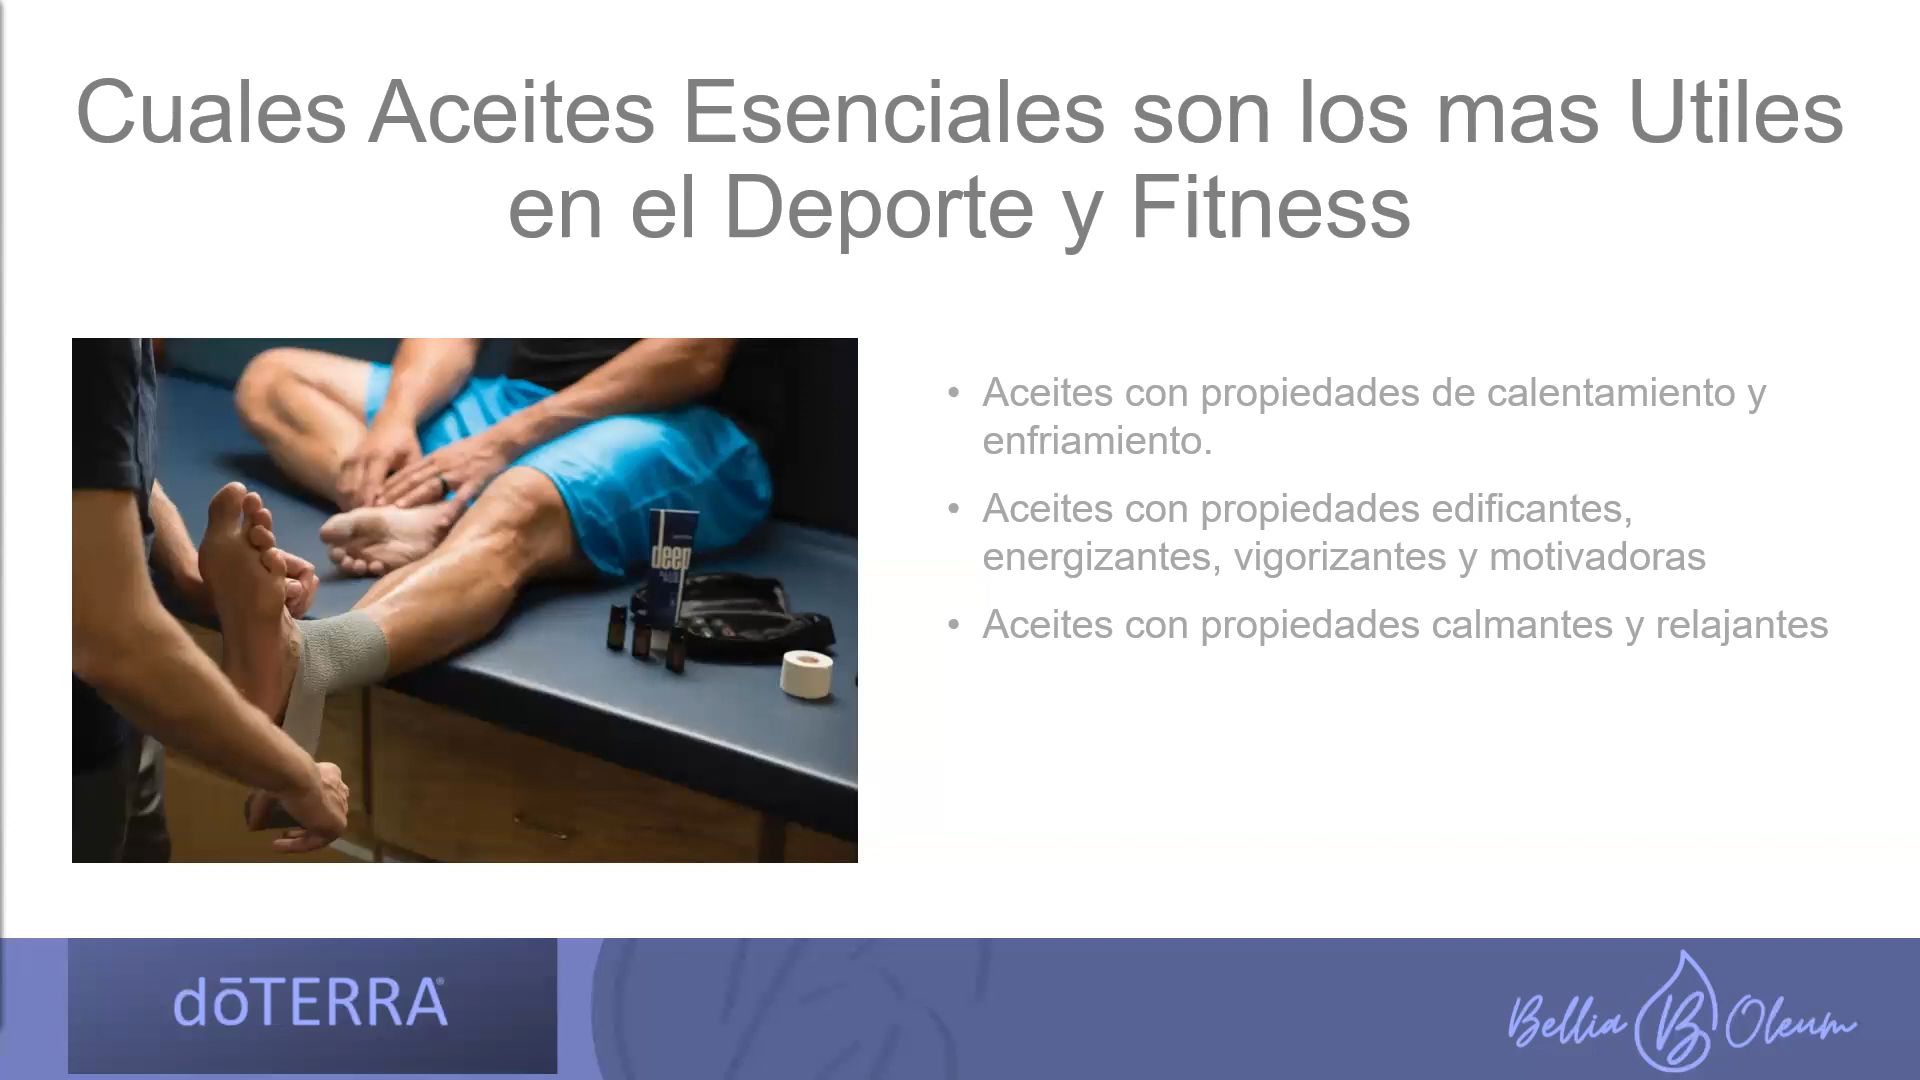 Cuales Aceites Esenciales son los mas Utiles
en el Deporte y Fitness
• Aceites con propiedades de calentamiento y
enfriamiento.
• Aceites con propiedades edificantes,
energizantes, vigorizantes y motivadoras
• Aceites con propiedades calmantes y relajantes
deep
dōTERRA®
Bellia B Oleum